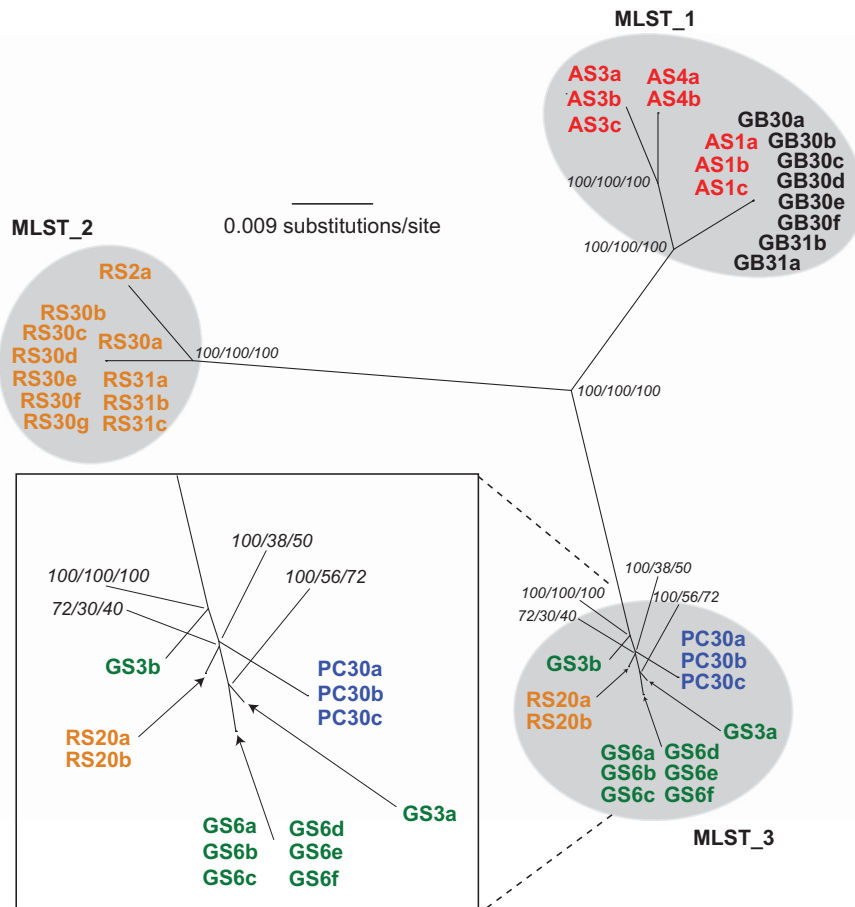 MLST_1
AS3a
AS3b
AS3c
AS4a
AS4b
GB30a
AS1a
GB30b
AS1b
GB30c
AS1c
GB30d
GB30e
GB30f
GB31b
GB31a
100/100/100
100/100/100
0.009 substitutions/site
MLST_2
RS2a
RS30b
RS30c
RS30a
RS30d
RS30e
RS31a
RS30f
RS31b
RS30g
RS31c
100/100/100
100/100/100
100/38/50
100/100/100
100/56/72
72/30/40
GS3b
PC30a
PC30b
PC30c
RS20a
RS20b
GS3a
GS6a GS6d
GS6b GS6e
GS6c GS6f
100/38/50
100/100/100
100/56/72
72/30/40
GS3b
PC30a
PC30b
PC30c
RS20a
RS20b
GS3a
GS6a GS6d
GS6b GS6e
GS6c GS6f
MLST_3